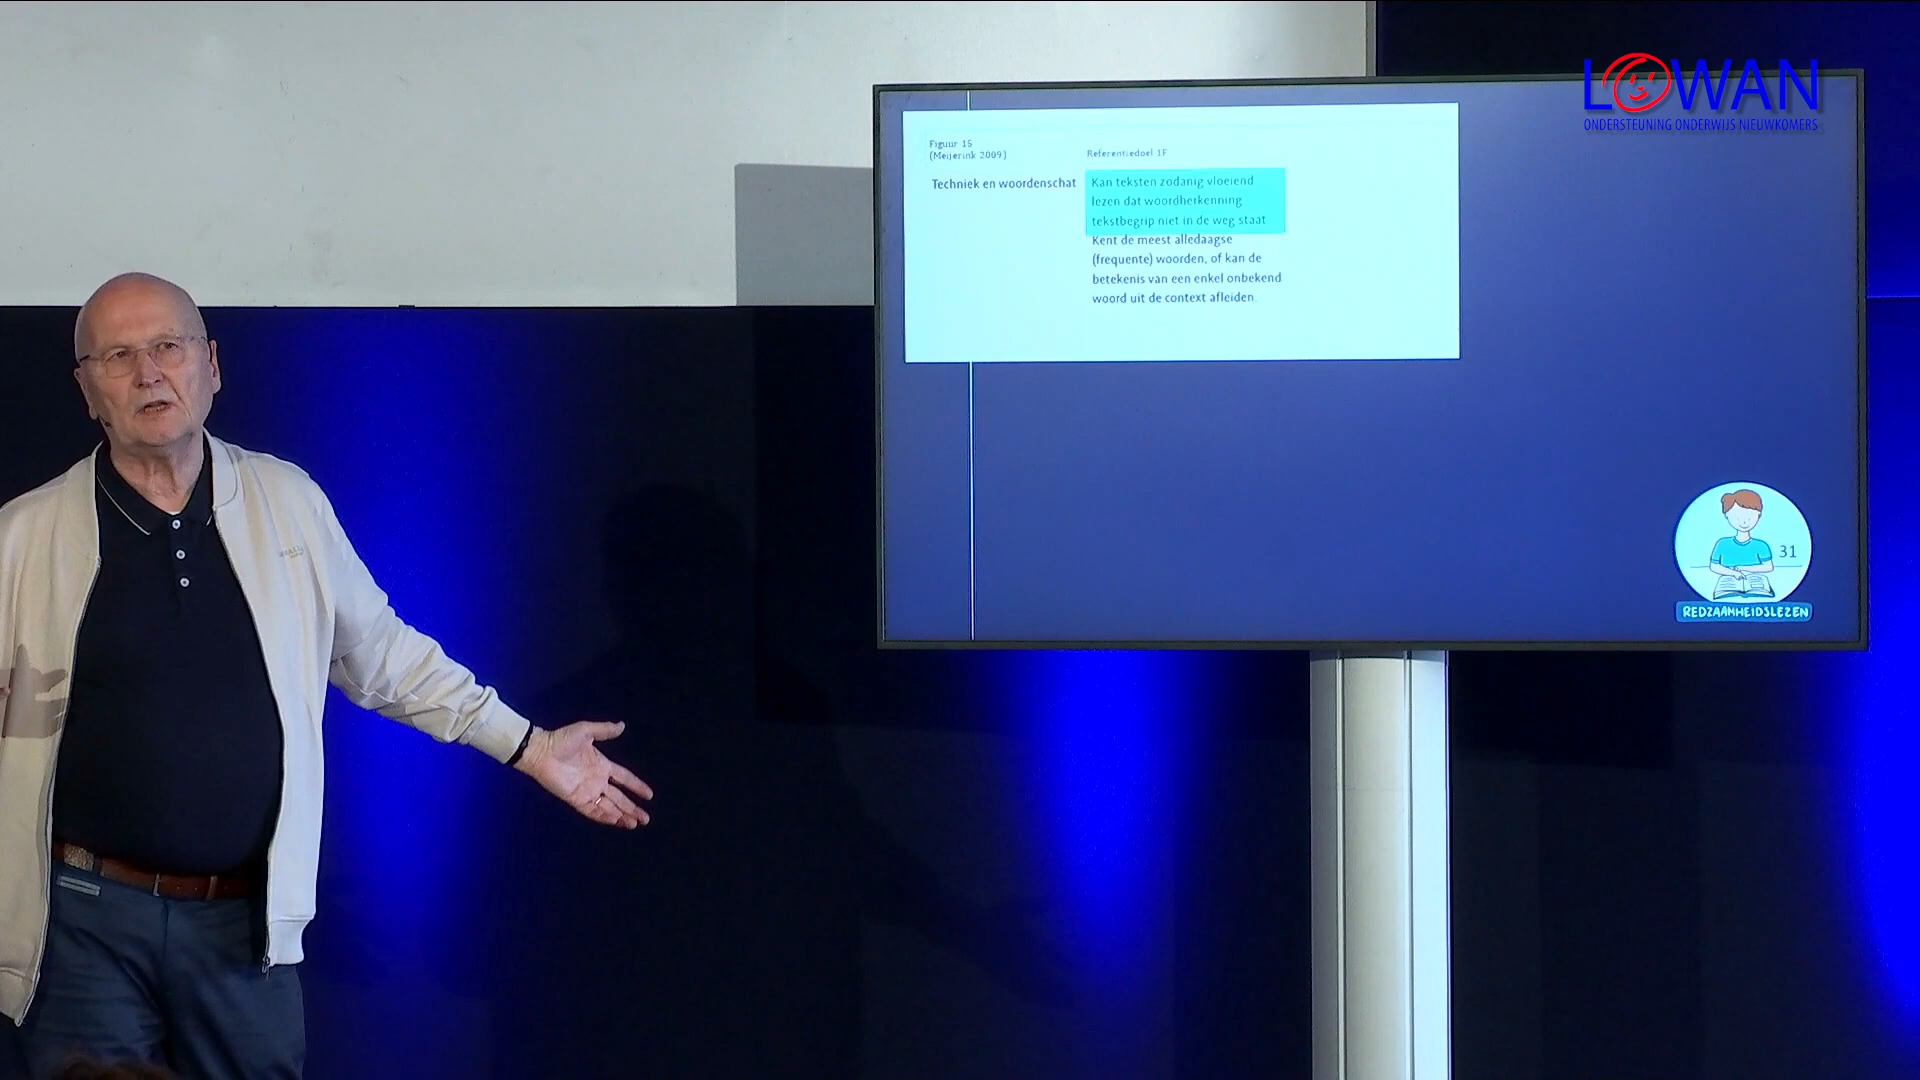 LOWAN
ONDERSTEUNING ONDERWIJS NIEUWKOMERS
Figuur 15
(Meijerink 2009)
Referentiedoel 1F
Techniek en woordenschat
Kan teksten zodanig vloeiend
lezen dat woordherkenning
tekstbegrip niet in de weg staat
Kent de meest alledaagse
(frequente) woorden, of kan de
betekenis van een enkel onbekend
woord uit de context afleiden.
31
REDZAAMHEIDSLEZEN